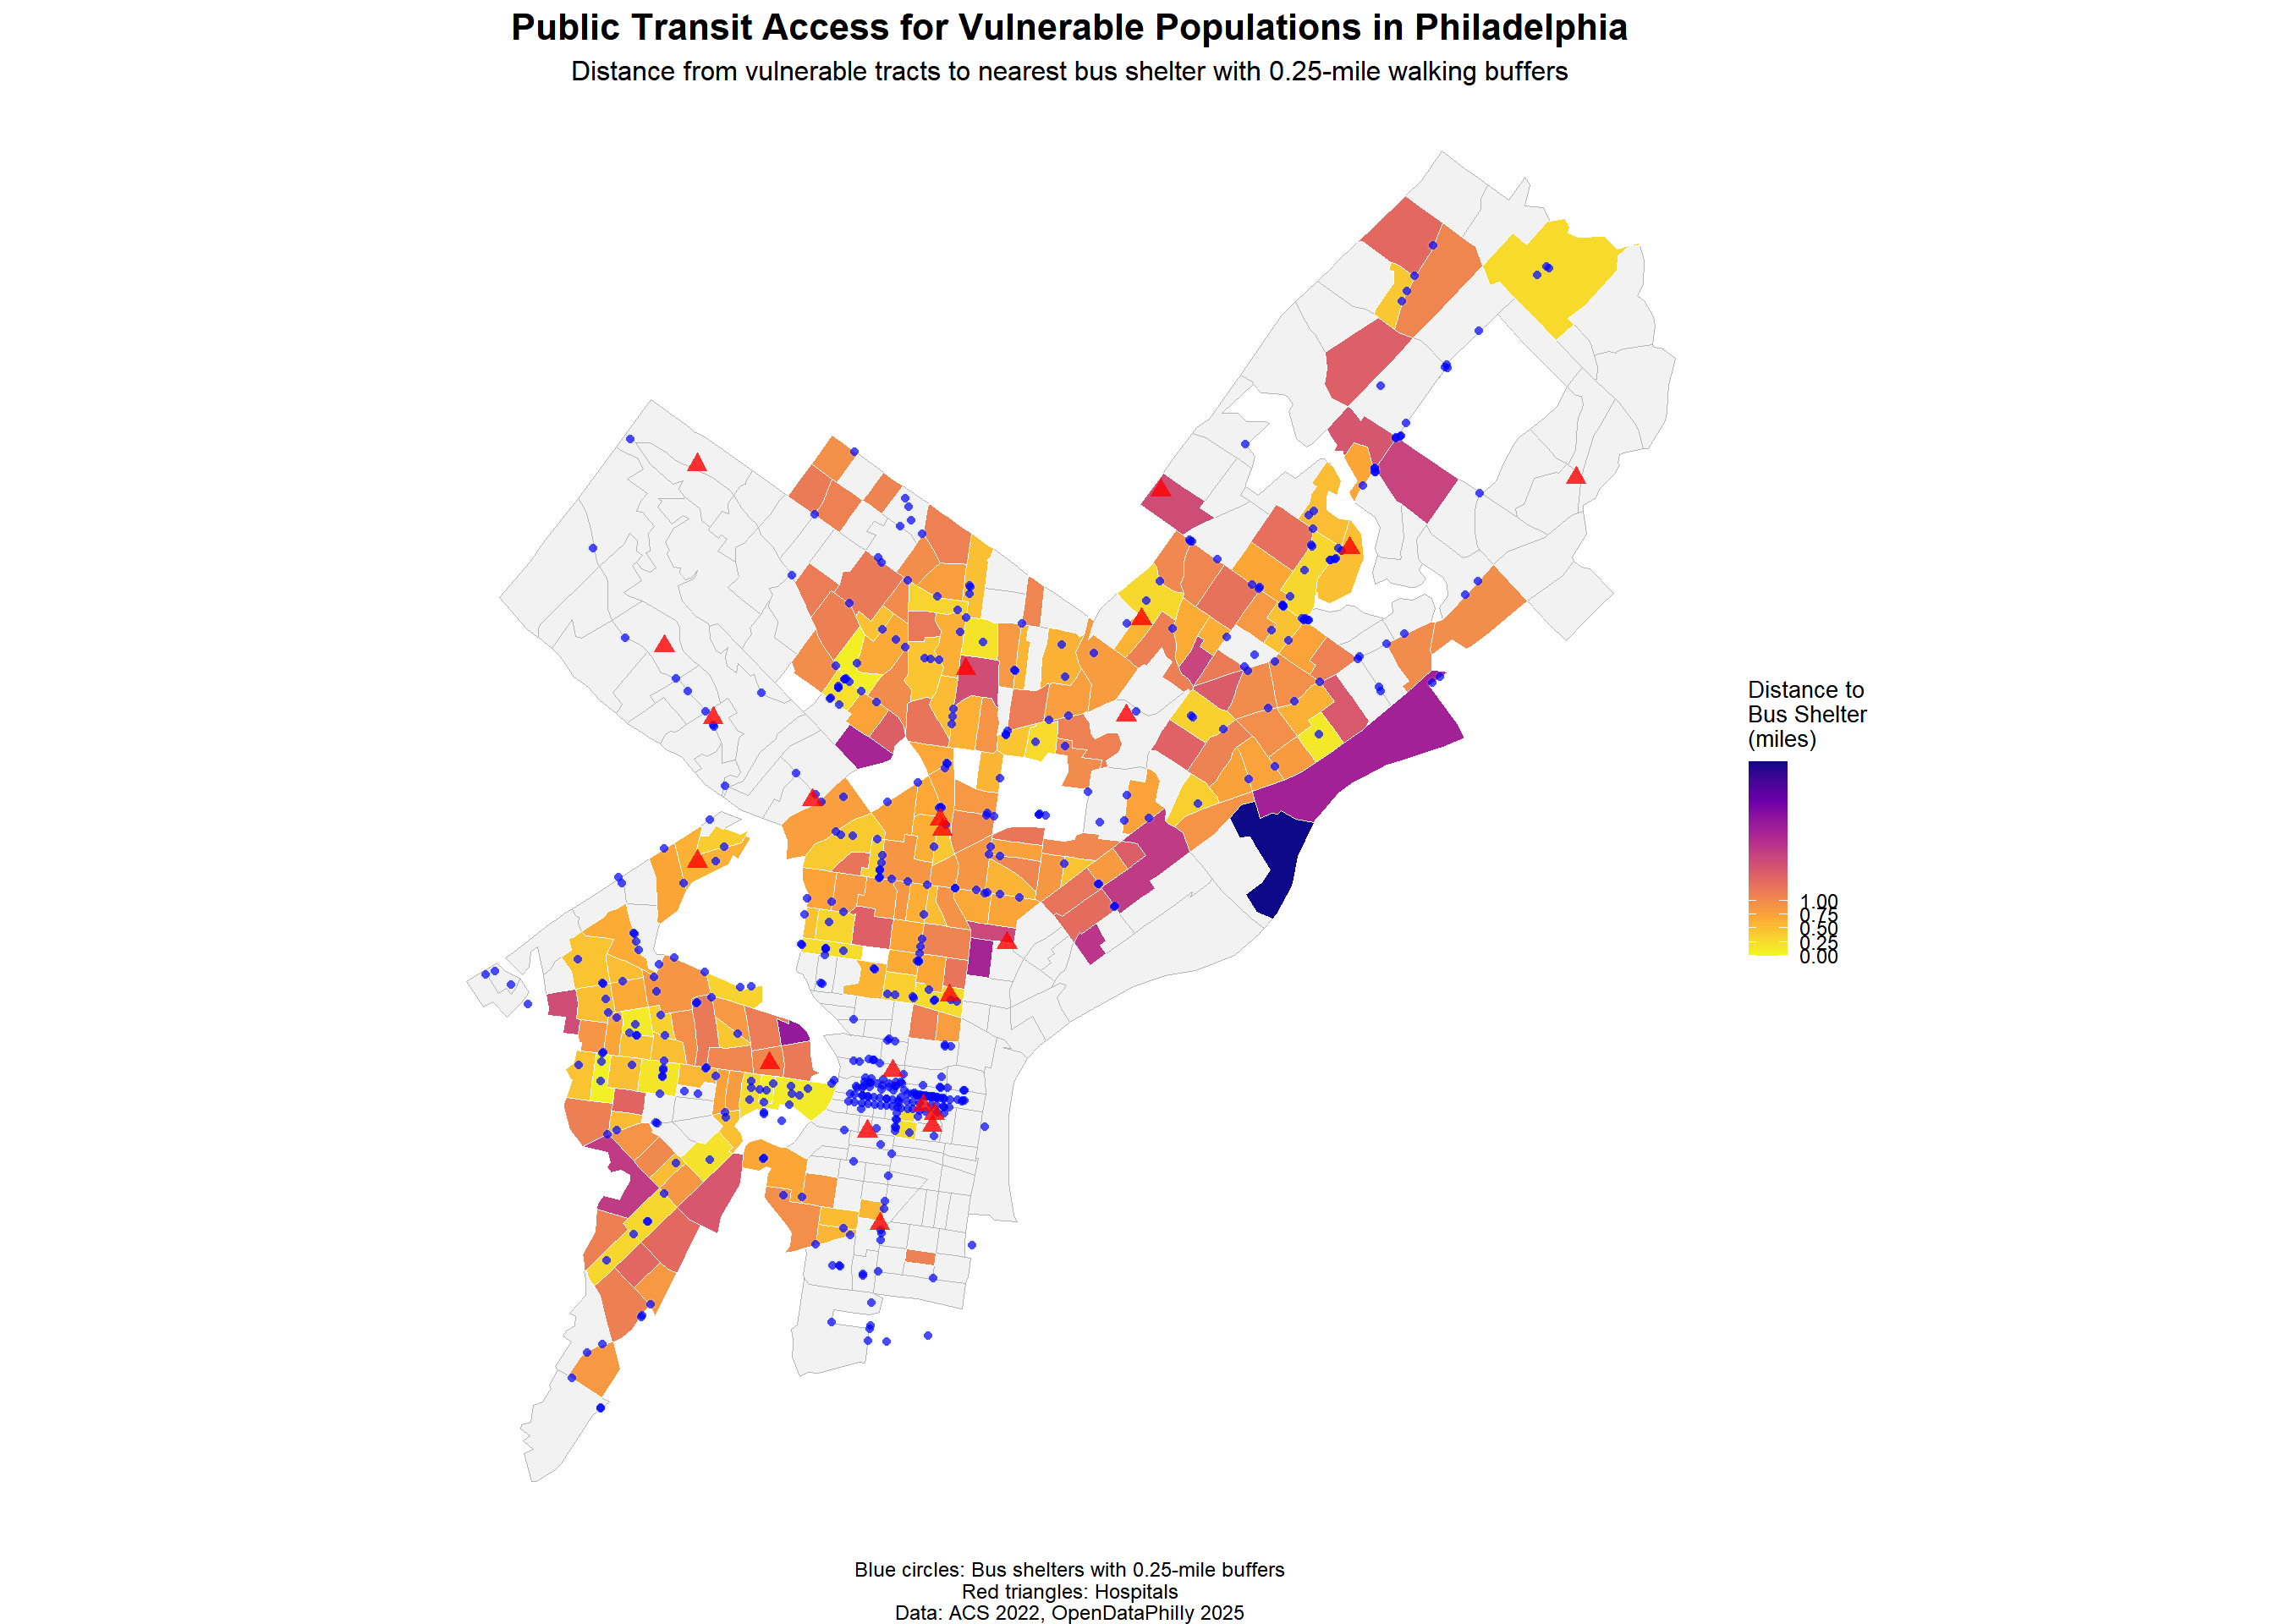 Public Transit Access for Vulnerable Populations in Philadelphia
Distance from vulnerable tracts to nearest bus shelter with 0.25-mile walking buffers
Distance to
Bus Shelter
(miles)
1.00
0.75
0.50
0.25
0.00
Blue circles: Bus shelters with 0.25-mile buffers
Red triangles: Hospitals
Data: ACS 2022, OpenDataPhilly 2025